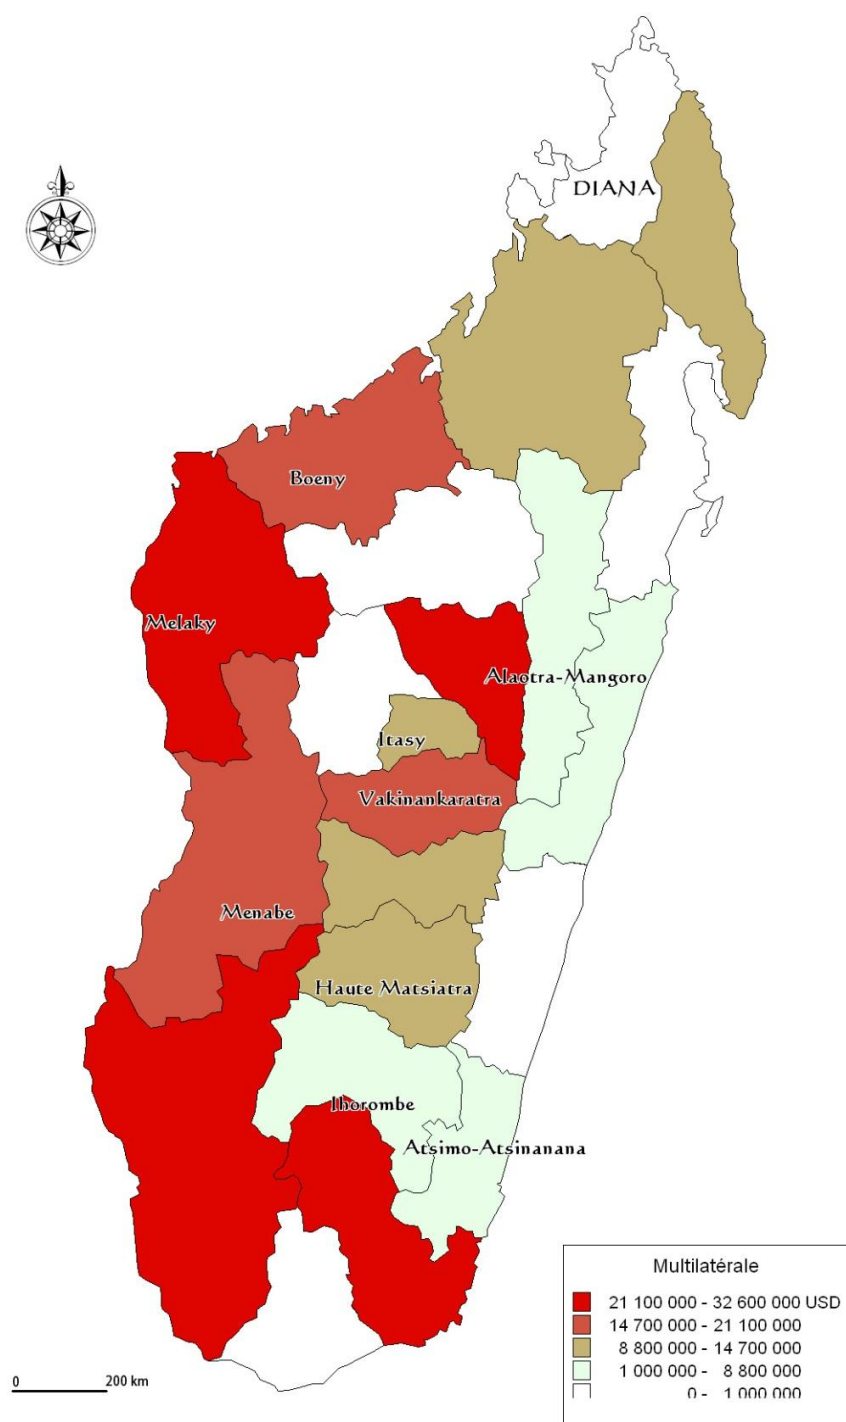 DIANA
Boeny
Melaky
Alaotra-Mangoro
Itasy
Vakinankaratra
Menabe
Haute Matsiatra
Ihorombe
Atsimo-Atsinanana
Multilatérale
21 100 000 - 32 600 000 USD
14 700 000 - 21 100 000
8 800 000 - 14 700 000
1 000 000 - 8 800 000
0 - 1 000 000
0 200 km